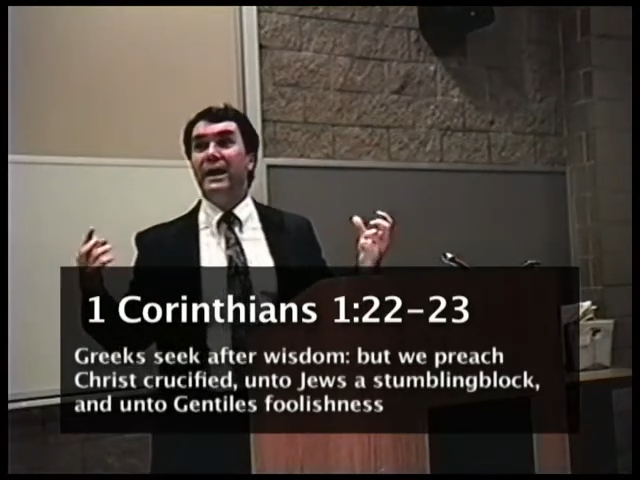 1 Corinthians 1:22-23
Greeks seek after wisdom: but we preach
Christ crucified, unto Jews a stumblingblock,
and unto Gentiles foolishness